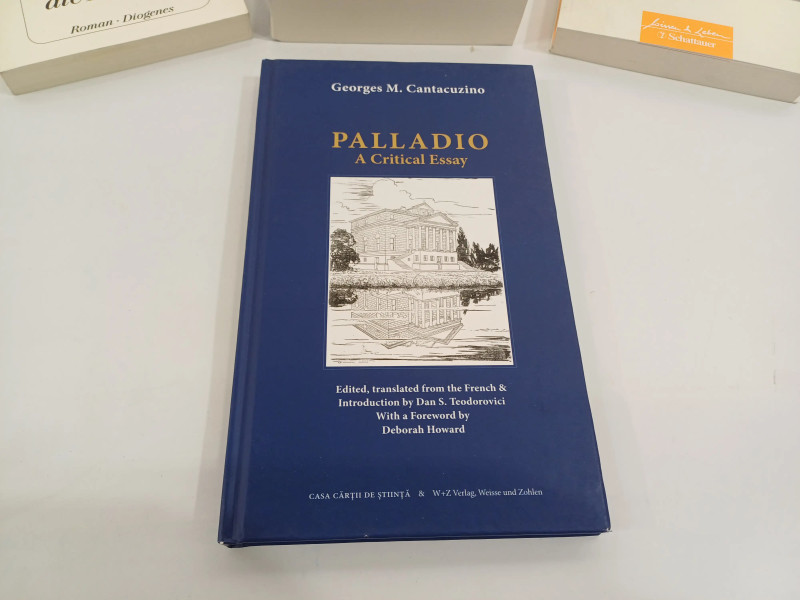 Roman · Diogenes
Schattauer
Georges M. Cantacuzino
PALLADIO
A Critical Essay
Edited, translated from the French &
Introduction by Dan S. Teodorovici
With a Foreword by
Deborah Howard
CASA CĂRȚII DE ȘTIINȚĂ & W+Z Verlag, Weisse und Zohlen